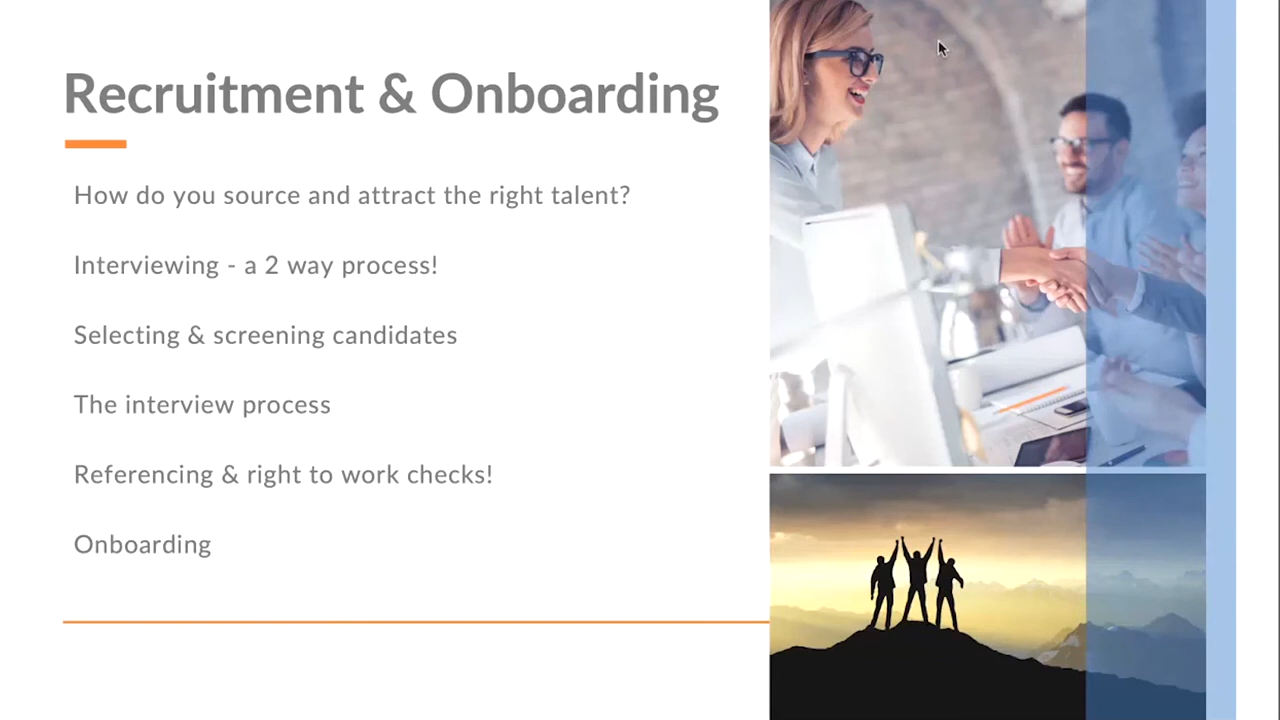 Recruitment & Onboarding
How do you source and attract the right talent?
Interviewing - a 2 way process!
Selecting & screening candidates
The interview process
Referencing & right to work checks!
Onboarding